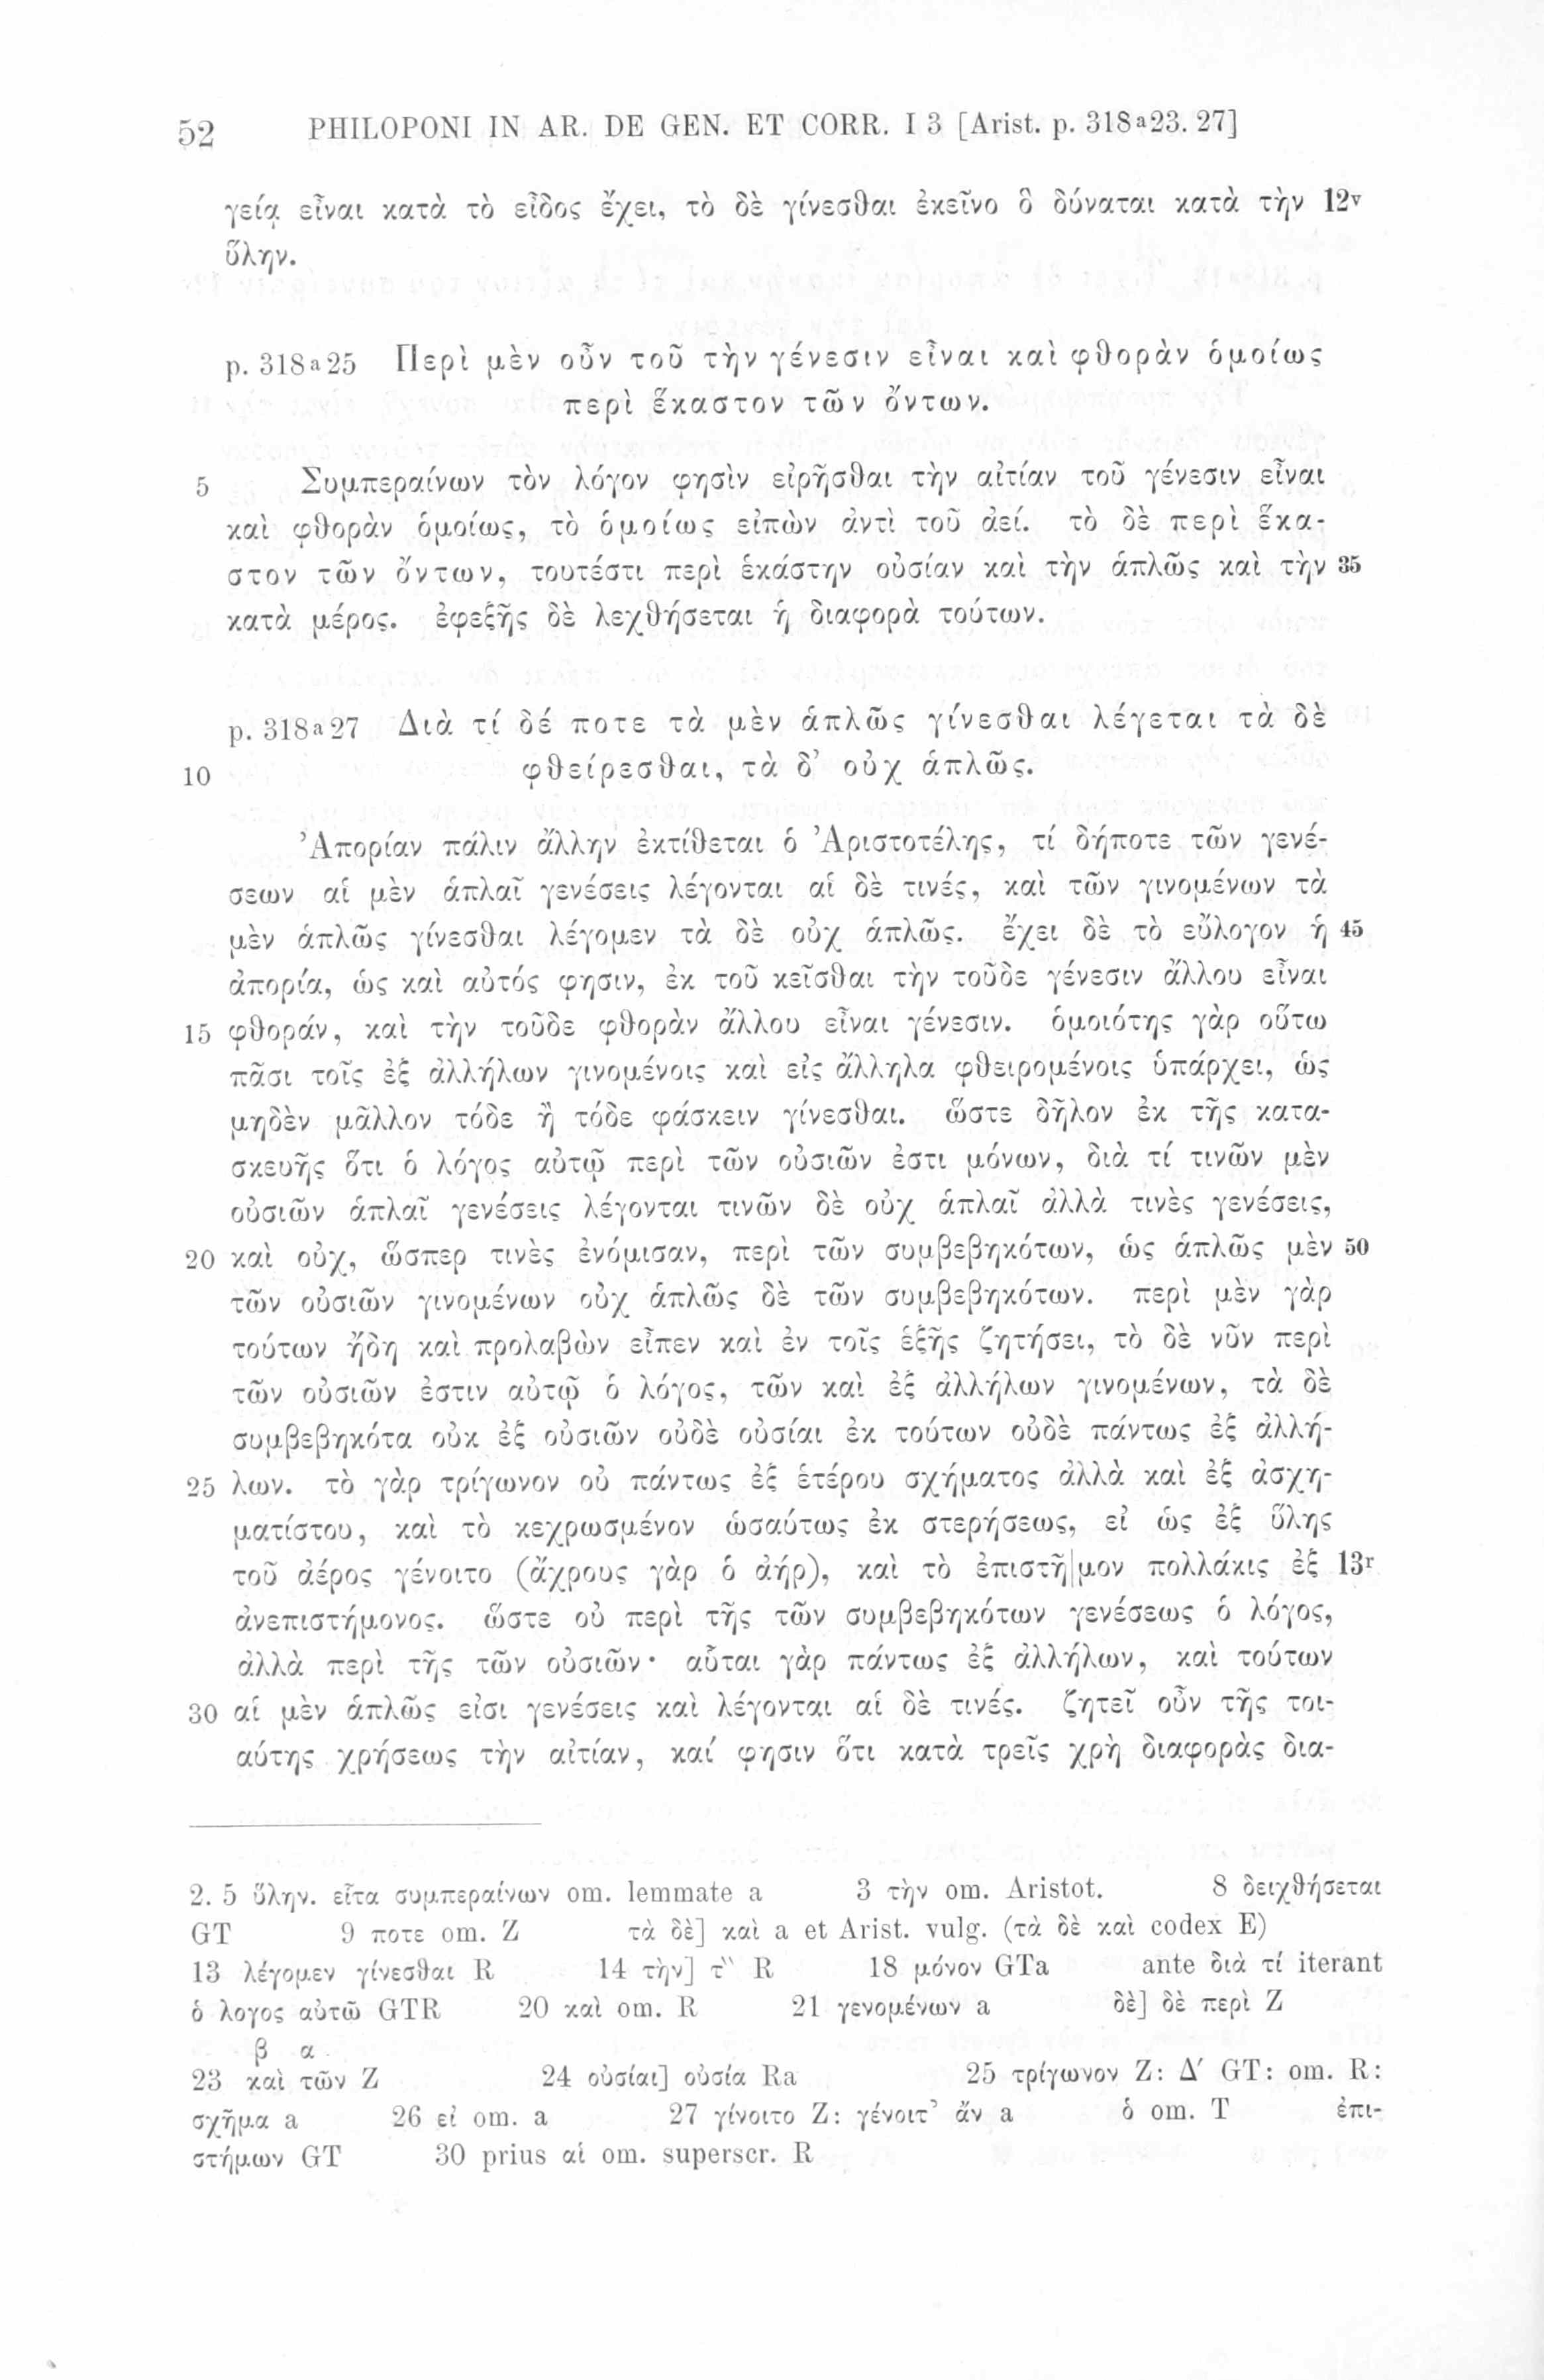 52 PHILOPONI IN AR. DE GEN. ET CORR. I 3 [Arist. p. 318a23. 27]
γείᾳ εἶναι κατὰ τὸ εἶδος ἔχει, τὸ δὲ γίνεσθαι ἐκεῖνο ὃ δύναται κατὰ τὴν 12v
ὕλην.
p. 318a25 Περὶ μὲν οὖν τοῦ τὴν γένεσιν εἶναι καὶ φθορὰν ὁμοίως
περὶ ἕκαστον τῶν ὄντων.
5 Συμπεραίνων τὸν λόγον φησὶν εἰρῆσθαι τὴν αἰτίαν τοῦ γένεσιν εἶναι
καὶ φθορὰν ὁμοίως, τὸ ὁμοίως εἰπὼν ἀντὶ τοῦ ἀεί. τὸ δὲ περὶ ἕκα-
στον τῶν ὄντων, τουτέστι περὶ ἑκάστην οὐσίαν καὶ τὴν ἁπλῶς καὶ τὴν 35
κατὰ μέρος. ἐφεξῆς δὲ λεχθήσεται ἡ διαφορὰ τούτων.
p. 318a27 Διὰ τί δέ ποτε τὰ μὲν ἁπλῶς γίνεσθαι λέγεται τὰ δὲ
10 φθείρεσθαι, τὰ δ’ οὐχ ἁπλῶς.
Ἀπορίαν πάλιν ἄλλην ἐκτίθεται ὁ Ἀριστοτέλης, τί δήποτε τῶν γενέ-
σεων αἱ μὲν ἁπλαῖ γενέσεις λέγονται αἱ δὲ τινές, καὶ τῶν γινομένων τὰ
μὲν ἁπλῶς γίνεσθαι λέγομεν τὰ δὲ οὐχ ἁπλῶς. ἔχει δὲ τὸ εὔλογον ἡ 45
ἀπορία, ὡς καὶ αὐτός φησιν, ἐκ τοῦ κεῖσθαι τὴν τοῦδε γένεσιν ἄλλου εἶναι
15 φθοράν, καὶ τὴν τοῦδε φθορὰν ἄλλου εἶναι γένεσιν. ὁμοιότης γὰρ οὕτω
πᾶσι τοῖς ἐξ ἀλλήλων γινομένοις καὶ εἰς ἄλληλα φθειρομένοις ὑπάρχει, ὡς
μηδὲν μᾶλλον τόδε ἢ τόδε φάσκειν γίνεσθαι. ὥστε δῆλον ἐκ τῆς κατα-
σκευῆς ὅτι ὁ λόγος αὐτῷ περὶ τῶν οὐσιῶν ἐστι μόνων, διὰ τί τινῶν μὲν
οὐσιῶν ἁπλαῖ γενέσεις λέγονται τινῶν δὲ οὐχ ἁπλαῖ ἀλλὰ τινὲς γενέσεις,
20 καὶ οὐχ, ὥσπερ τινὲς ἐνόμισαν, περὶ τῶν συμβεβηκότων, ὡς ἁπλῶς μὲν 50
τῶν οὐσιῶν γινομένων οὐχ ἁπλῶς δὲ τῶν συμβεβηκότων. περὶ μὲν γὰρ
τούτων ἤδη καὶ προλαβὼν εἶπεν καὶ ἐν τοῖς ἑξῆς ζητήσει, τὸ δὲ νῦν περὶ
τῶν οὐσιῶν ἐστιν αὐτῷ ὁ λόγος, τῶν καὶ ἐξ ἀλλήλων γινομένων, τὰ δὲ
συμβεβηκότα οὐκ ἐξ οὐσιῶν οὐδὲ οὐσίαι ἐκ τούτων οὐδὲ πάντως ἐξ ἀλλή-
25 λων. τὸ γὰρ τρίγωνον οὐ πάντως ἐξ ἑτέρου σχήματος ἀλλὰ καὶ ἐξ ἀσχη-
ματίστου, καὶ τὸ κεχρωσμένον ὡσαύτως ἐκ στερήσεως, εἰ ὡς ἐξ ὕλης
τοῦ ἀέρος γένοιτο (ἄχρους γὰρ ὁ ἀήρ), καὶ τὸ ἐπιστῆ|μον πολλάκις ἐξ 13r
ἀνεπιστήμονος. ὥστε οὐ περὶ τῆς τῶν συμβεβηκότων γενέσεως ὁ λόγος,
ἀλλὰ περὶ τῆς τῶν οὐσιῶν· αὗται γὰρ πάντως ἐξ ἀλλήλων, καὶ τούτων
30 αἱ μὲν ἁπλῶς εἰσι γενέσεις καὶ λέγονται αἱ δὲ τινές. ζητεῖ οὖν τῆς τοι-
αύτης χρήσεως τὴν αἰτίαν, καί φησιν ὅτι κατὰ τρεῖς χρὴ διαφορὰς δια-
2. 5 ὕλην. εἶτα συμπεραίνων om. lemmate a 3 τὴν om. Aristot. 8 δειχθήσεται
GT 9 ποτε om. Z τὰ δὲ] καὶ a et Arist. vulg. (τὰ δὲ καὶ codex E)
13 λέγομεν γίνεσθαι R 14 τὴν] τ" R 18 μόνον GTa ante διὰ τί iterant
ὁ λογος αὐτῶ GTR 20 καὶ om. R 21 γενομένων a δὲ] δὲ περὶ Z
β α
23 καὶ τῶν Z 24 οὐσίαι] οὐσία Ra 25 τρίγωνον Z: Δ′ GT: om. R:
σχῆμα a 26 εἰ om. a 27 γίνοιτο Z: γένοιτ’ ἂν a ὁ om. T ἐπι-
στήμων GT 30 prius αἱ om. superscr. R